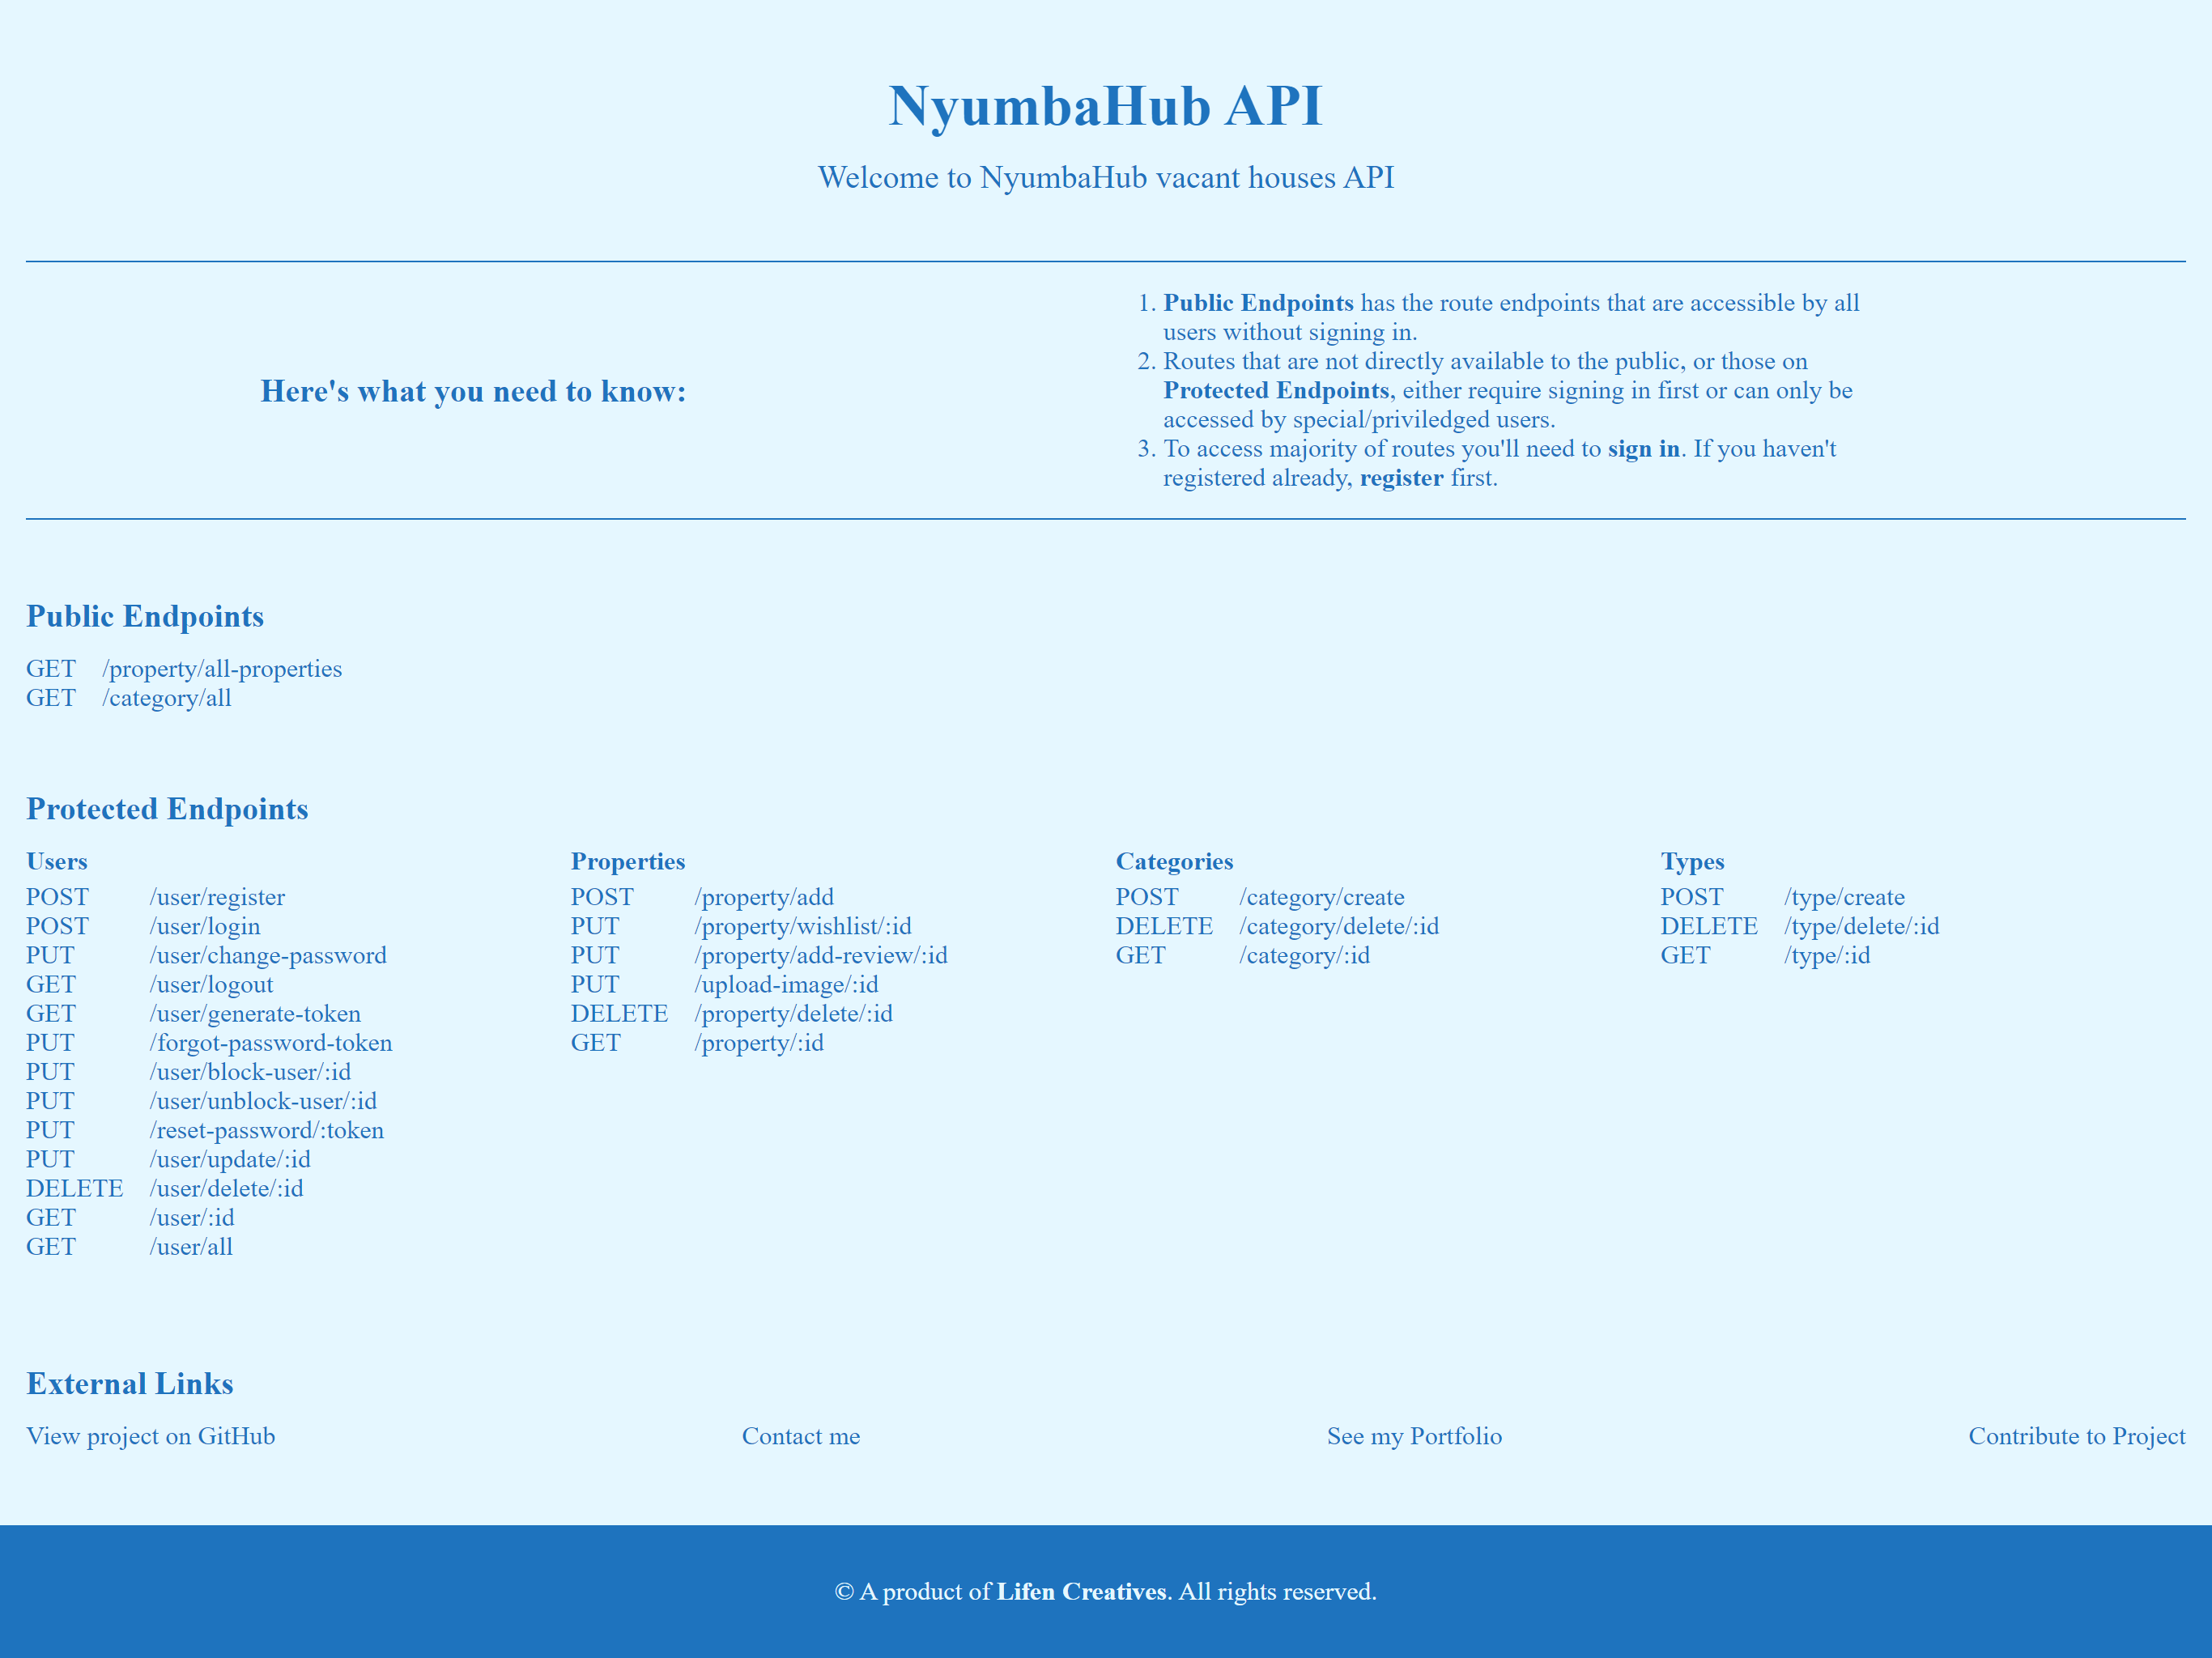 NyumbaHub API
Welcome to NyumbaHub vacant houses API
Here's what you need to know:
1. Public Endpoints has the route endpoints that are accessible by all
users without signing in.
2. Routes that are not directly available to the public, or those on
Protected Endpoints, either require signing in first or can only be
accessed by special/priviledged users.
3. To access majority of routes you'll need to sign in. If you haven't
registered already, register first.
Public Endpoints
GET /property/all-properties
GET /category/all
Protected Endpoints
Users
POST /user/register
POST /user/login
PUT /user/change-password
GET /user/logout
GET /user/generate-token
PUT /forgot-password-token
PUT /user/block-user/:id
PUT /user/unblock-user/:id
PUT /reset-password/:token
PUT /user/update/:id
DELETE /user/delete/:id
GET /user/:id
GET /user/all
Properties
POST /property/add
PUT /property/wishlist/:id
PUT /property/add-review/:id
PUT /upload-image/:id
DELETE /property/delete/:id
GET /property/:id
Categories
POST /category/create
DELETE /category/delete/:id
GET /category/:id
Types
POST /type/create
DELETE /type/delete/:id
GET /type/:id
External Links
View project on GitHub
Contact me
See my Portfolio
Contribute to Project
© A product of Lifen Creatives. All rights reserved.